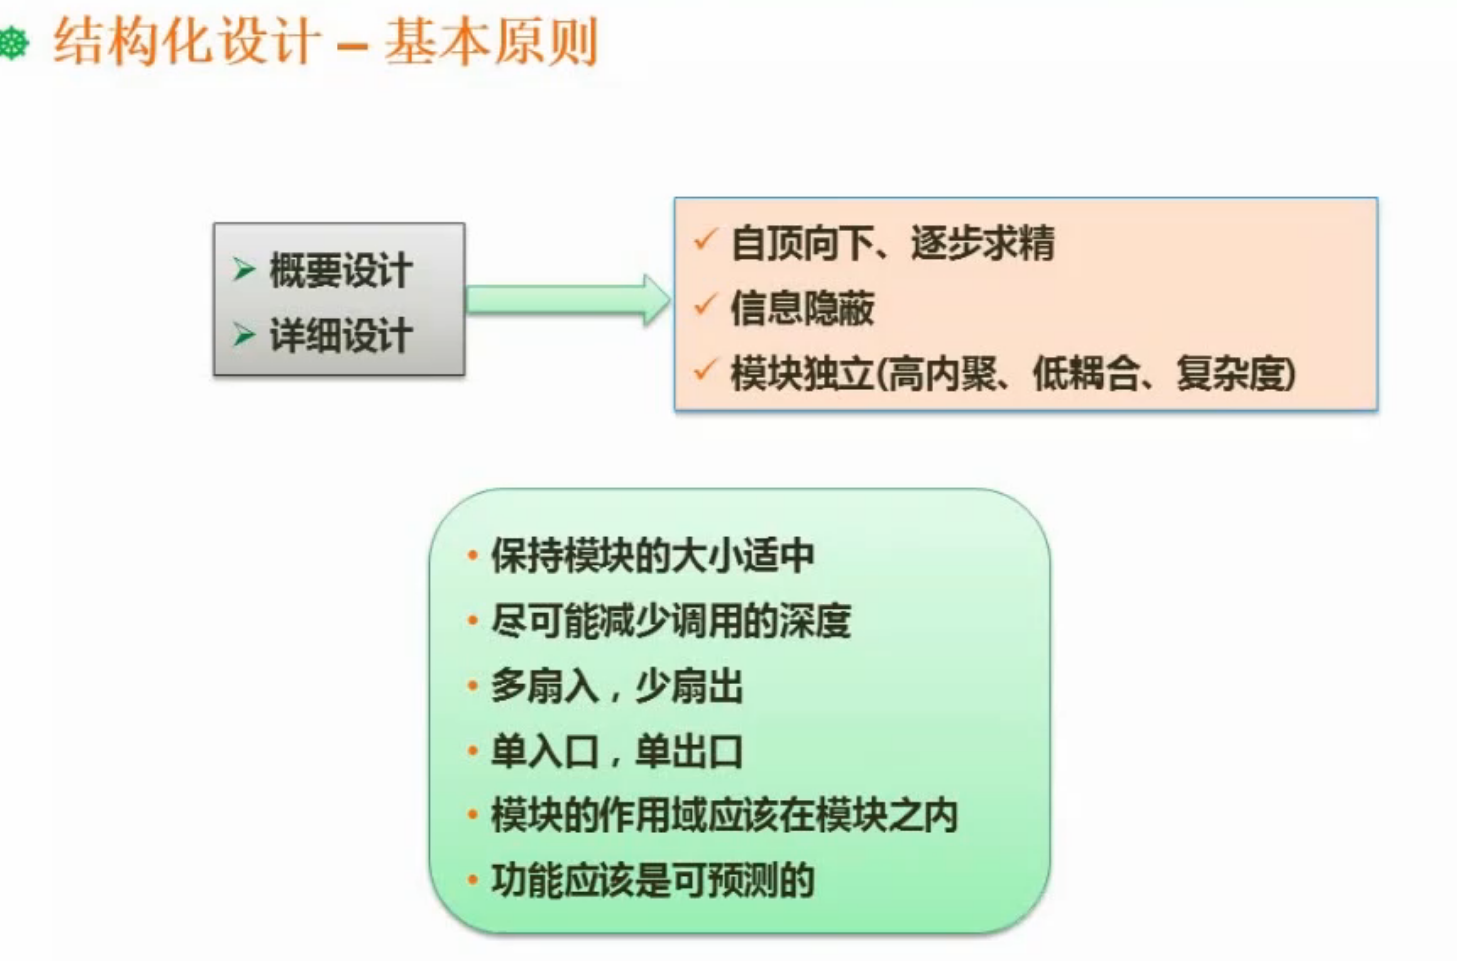 结构化设计 – 基本原则
概要设计
详细设计
自顶向下、逐步求精
信息隐蔽
模块独立(高内聚、低耦合、复杂度)
保持模块的大小适中
尽可能减少调用的深度
多扇入，少扇出
单入口，单出口
模块的作用域应该在模块之内
功能应该是可预测的